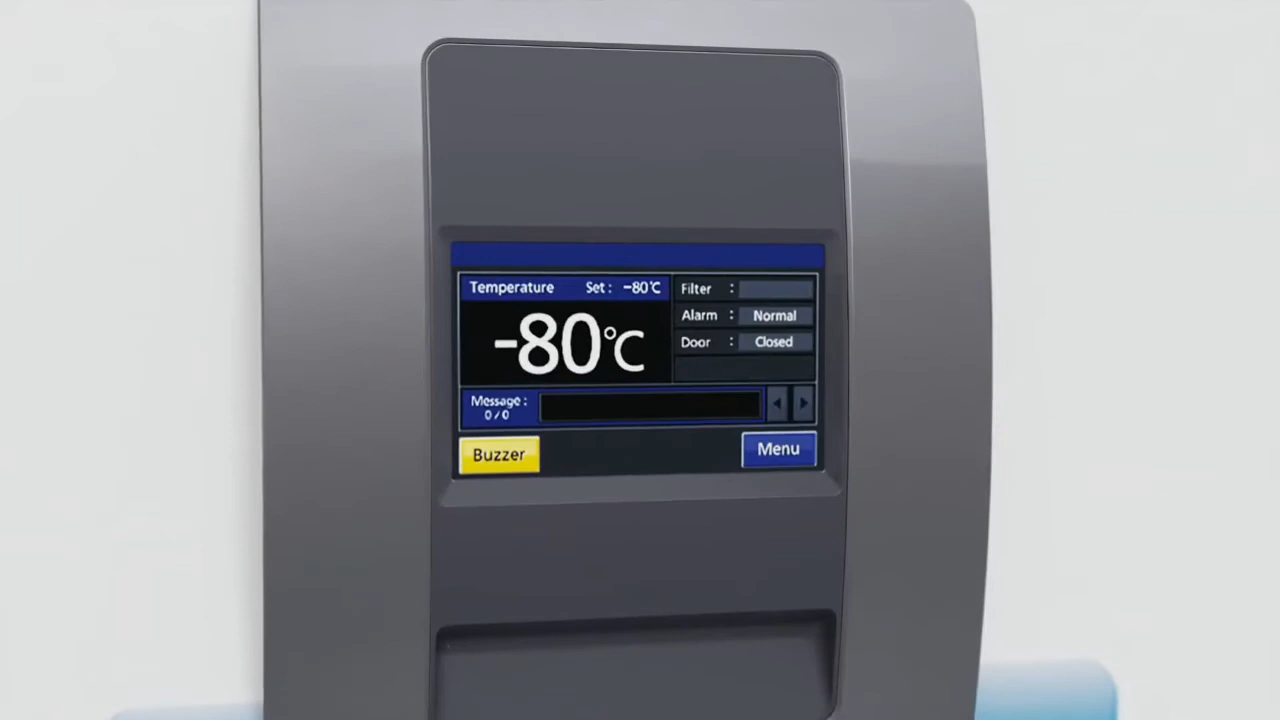 Temperature Set : -80℃
-80℃
Filter :
Alarm : Normal
Door : Closed
Message :
0 / 0
Buzzer
Menu